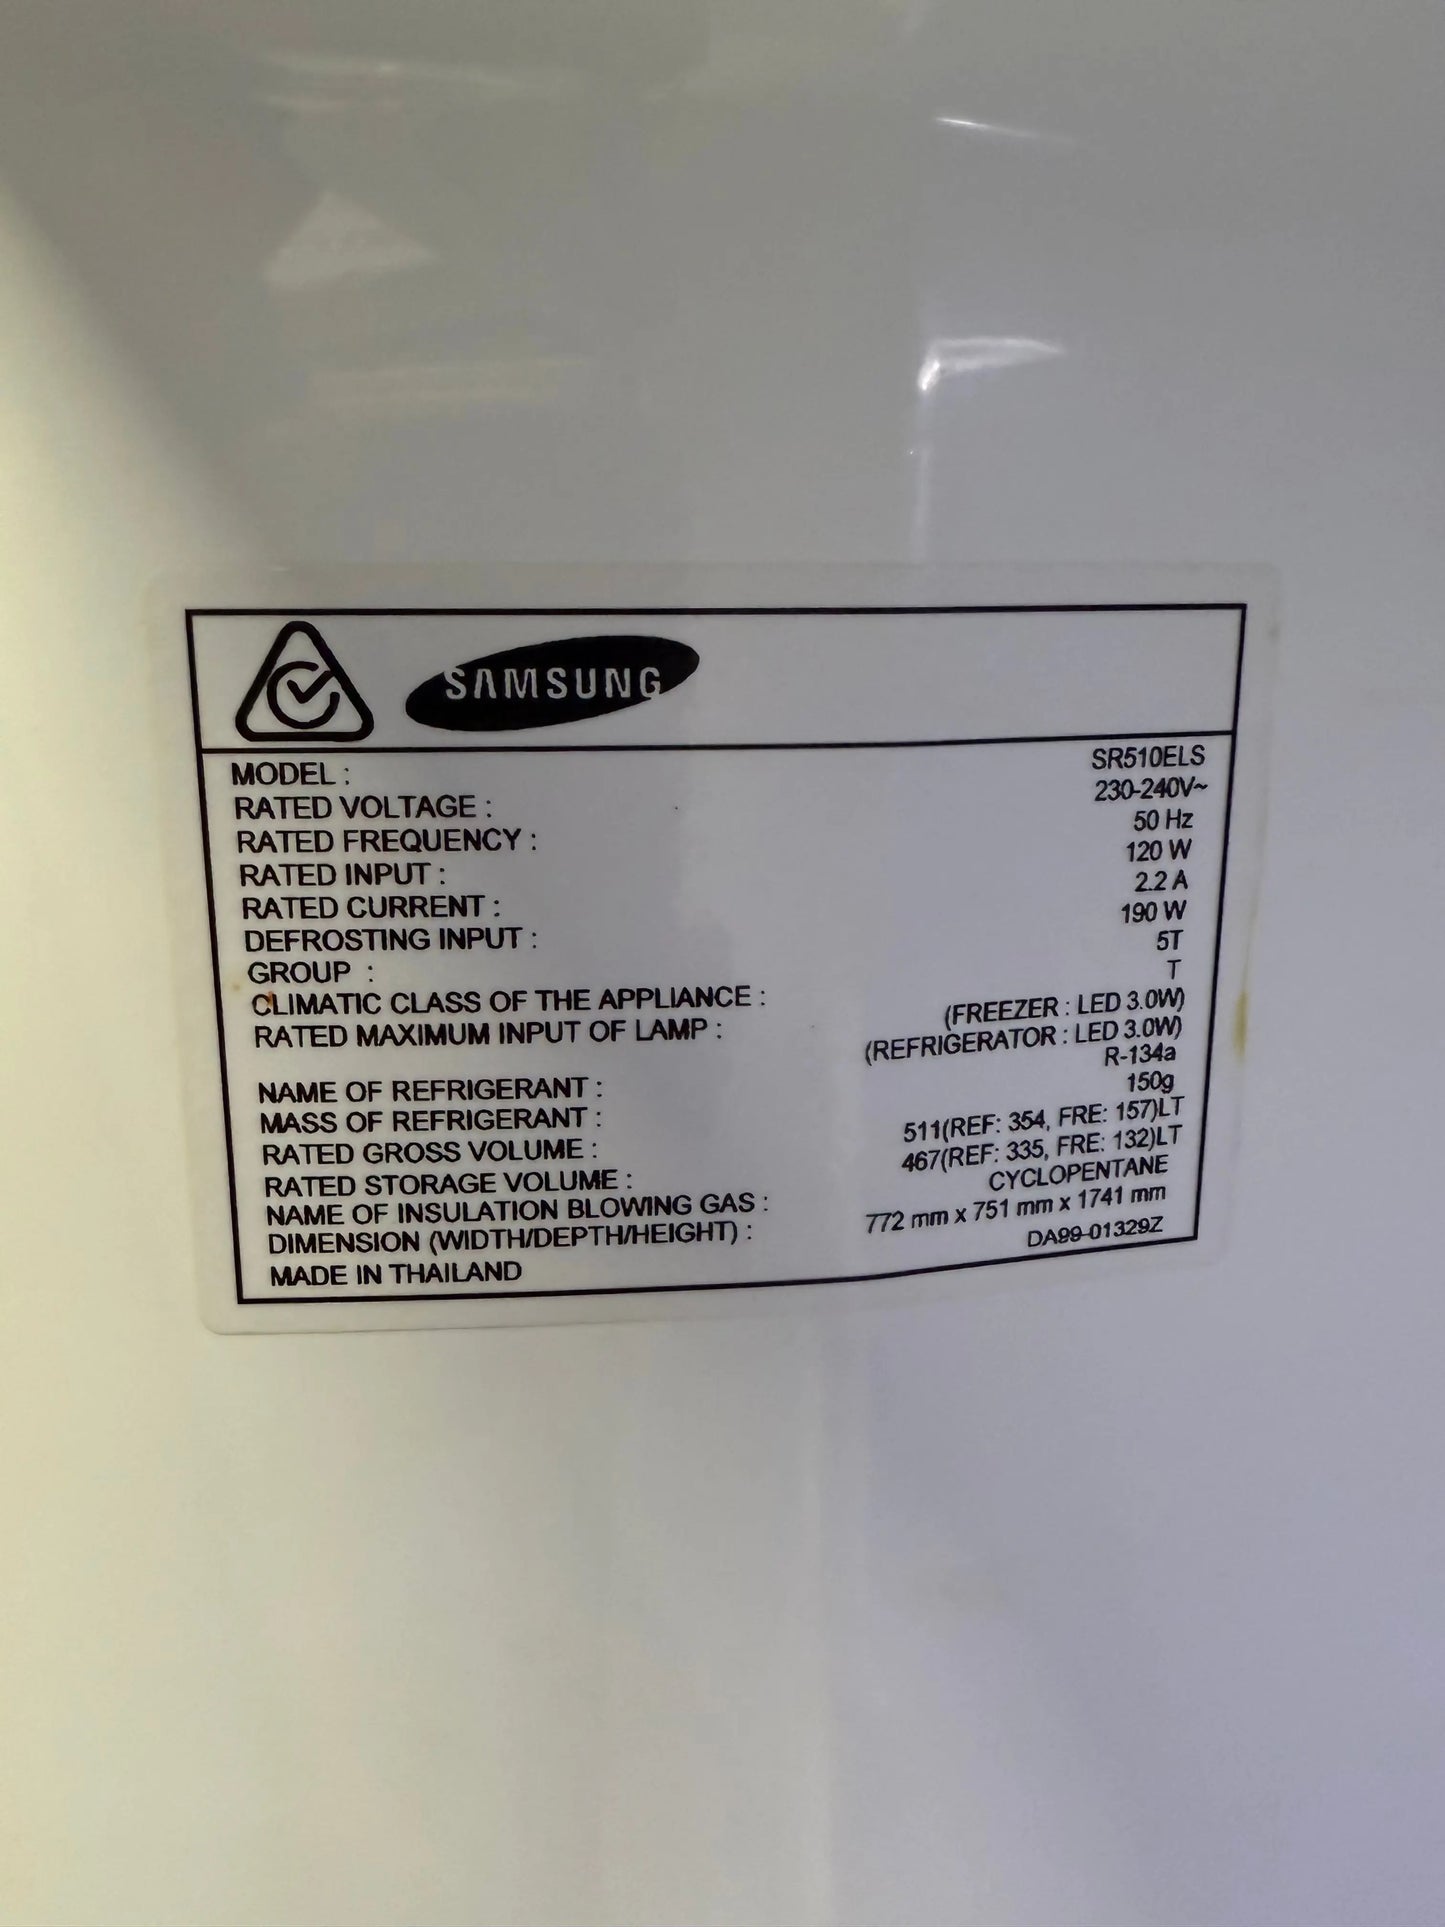 SAMSUNG
MODEL : SR510ELS
RATED VOLTAGE : 230-240V~
RATED FREQUENCY : 50 Hz
RATED INPUT : 120 W
RATED CURRENT : 2.2 A
DEFROSTING INPUT : 190 W
GROUP : 5T
CLIMATIC CLASS OF THE APPLIANCE : T
RATED MAXIMUM INPUT OF LAMP : (FREEZER : LED 3.0W)
(REFRIGERATOR : LED 3.0W)
NAME OF REFRIGERANT : R-134a
MASS OF REFRIGERANT : 150g
RATED GROSS VOLUME : 511(REF: 354, FRE: 157)LT
RATED STORAGE VOLUME : 467(REF: 335, FRE: 132)LT
NAME OF INSULATION BLOWING GAS : CYCLOPENTANE
DIMENSION (WIDTH/DEPTH/HEIGHT) : 772 mm x 751 mm x 1741 mm
MADE IN THAILAND DA99-01329Z